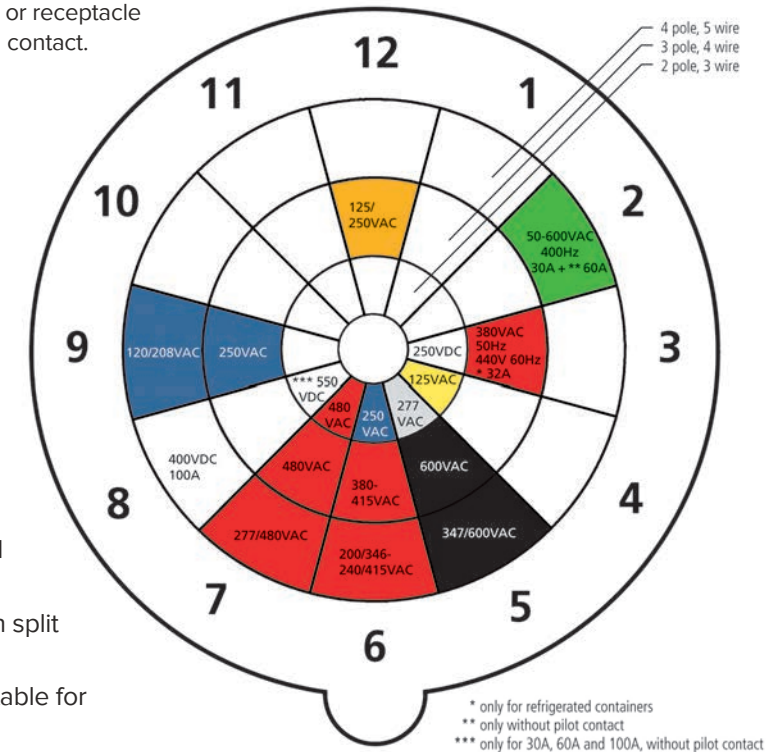 or receptacle
contact.
4 pole, 5 wire
3 pole, 4 wire
2 pole, 3 wire
12
1
11
2
10
125/
250VAC
50-600VAC
400Hz
30A + ** 60A
9
120/208VAC
250VAC
250VDC
380VAC
50Hz
440V 60Hz
* 32A
3
*** 550
VDC
480
VAC
250
VAC
277
VAC
125VAC
400VDC
100A
480VAC
380-
415VAC
600VAC
8
4
277/480VAC
200/346-
240/415VAC
347/600VAC
7
6
5
n split
able for
* only for refrigerated containers
** only without pilot contact
*** only for 30A, 60A and 100A, without pilot contact